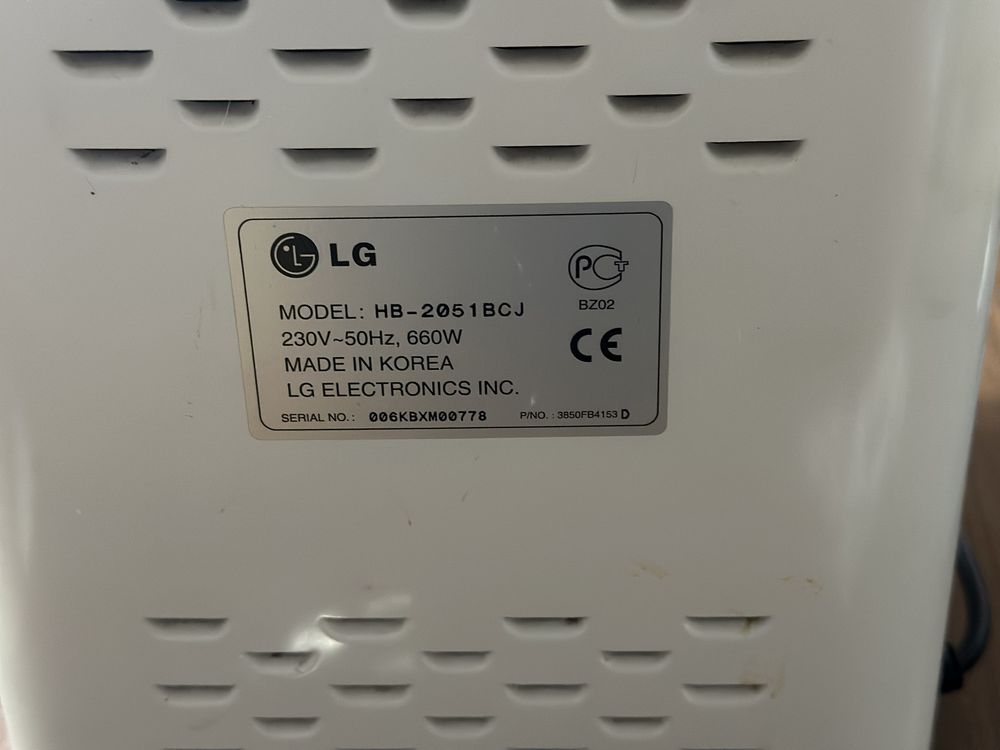 LG
PCT
BZ02
MODEL: HB-2051BCJ
230V~50Hz, 660W
CE
MADE IN KOREA
LG ELECTRONICS INC.
SERIAL NO.: 006KBXM00778 P/NO. : 3850FB4153 D